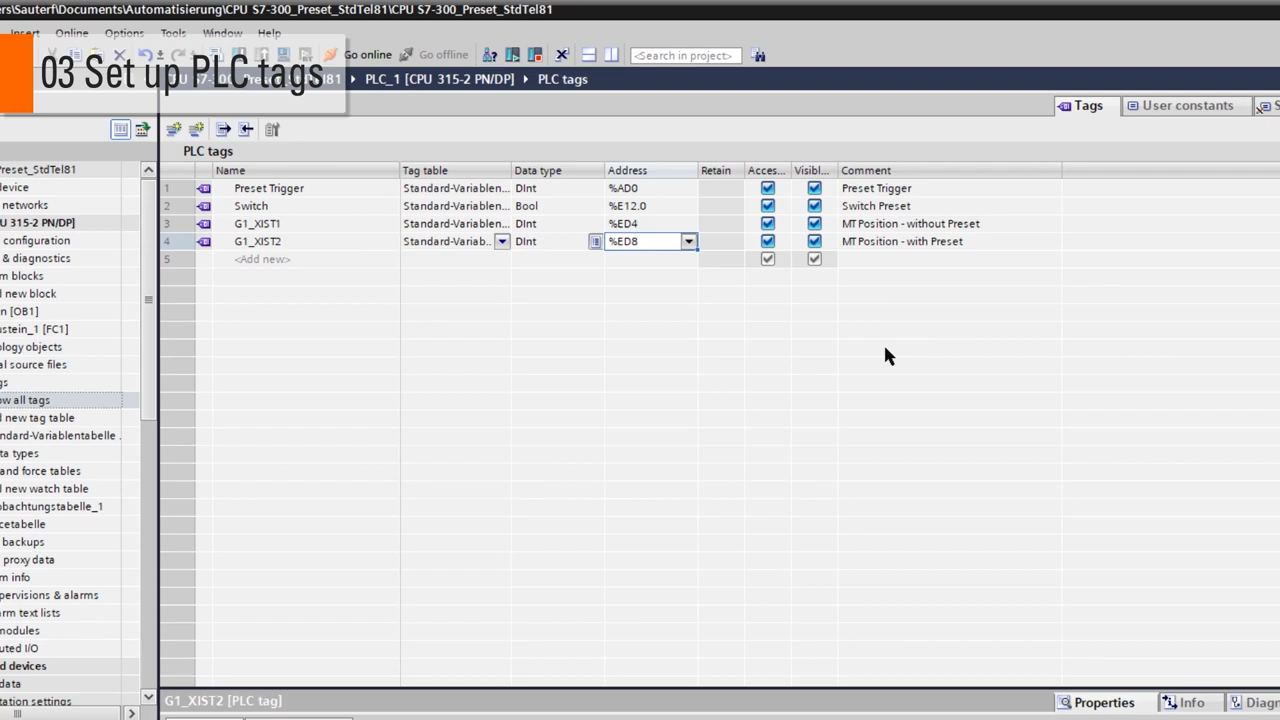 ers\Sauterf\Documents\Automatisierung\CPU S7-300_Preset_StdTel81\CPU S7-300_Preset_StdTel81
Insert Online Options Tools Window Help
Go online Go offline <Search in project>
03 Set up PLC tags
PLC_1 [CPU 315-2 PN/DP] PLC tags
Tags User constants S
PLC tags
Name Tag table Data type Address Retain Acces... Visibl... Comment
1 Preset Trigger Standard-Variablen... DInt %AD0 Preset Trigger
2 Switch Standard-Variablen... Bool %E12.0 Switch Preset
3 G1_XIST1 Standard-Variablen... DInt %ED4 MT Position - without Preset
4 G1_XIST2 Standard-Variab.. DInt %ED8 MT Position - with Preset
5 <Add new>
Preset_StdTel81
device
networks
U 315-2 PN/DP]
configuration
& diagnostics
m blocks
d new block
n [OB1]
ustein_1 [FC1]
ology objects
al source files
gs
ow all tags
d new tag table
ndard-Variablentabelle .
ta types
and force tables
d new watch table
obachtungstabelle_1
cetabelle
backups
proxy data
m info
pervisions & alarms
rm text lists
modules
uted I/O
d devices
data
tation settings
G1_XIST2 [PLC tag]
Properties Info Diagn